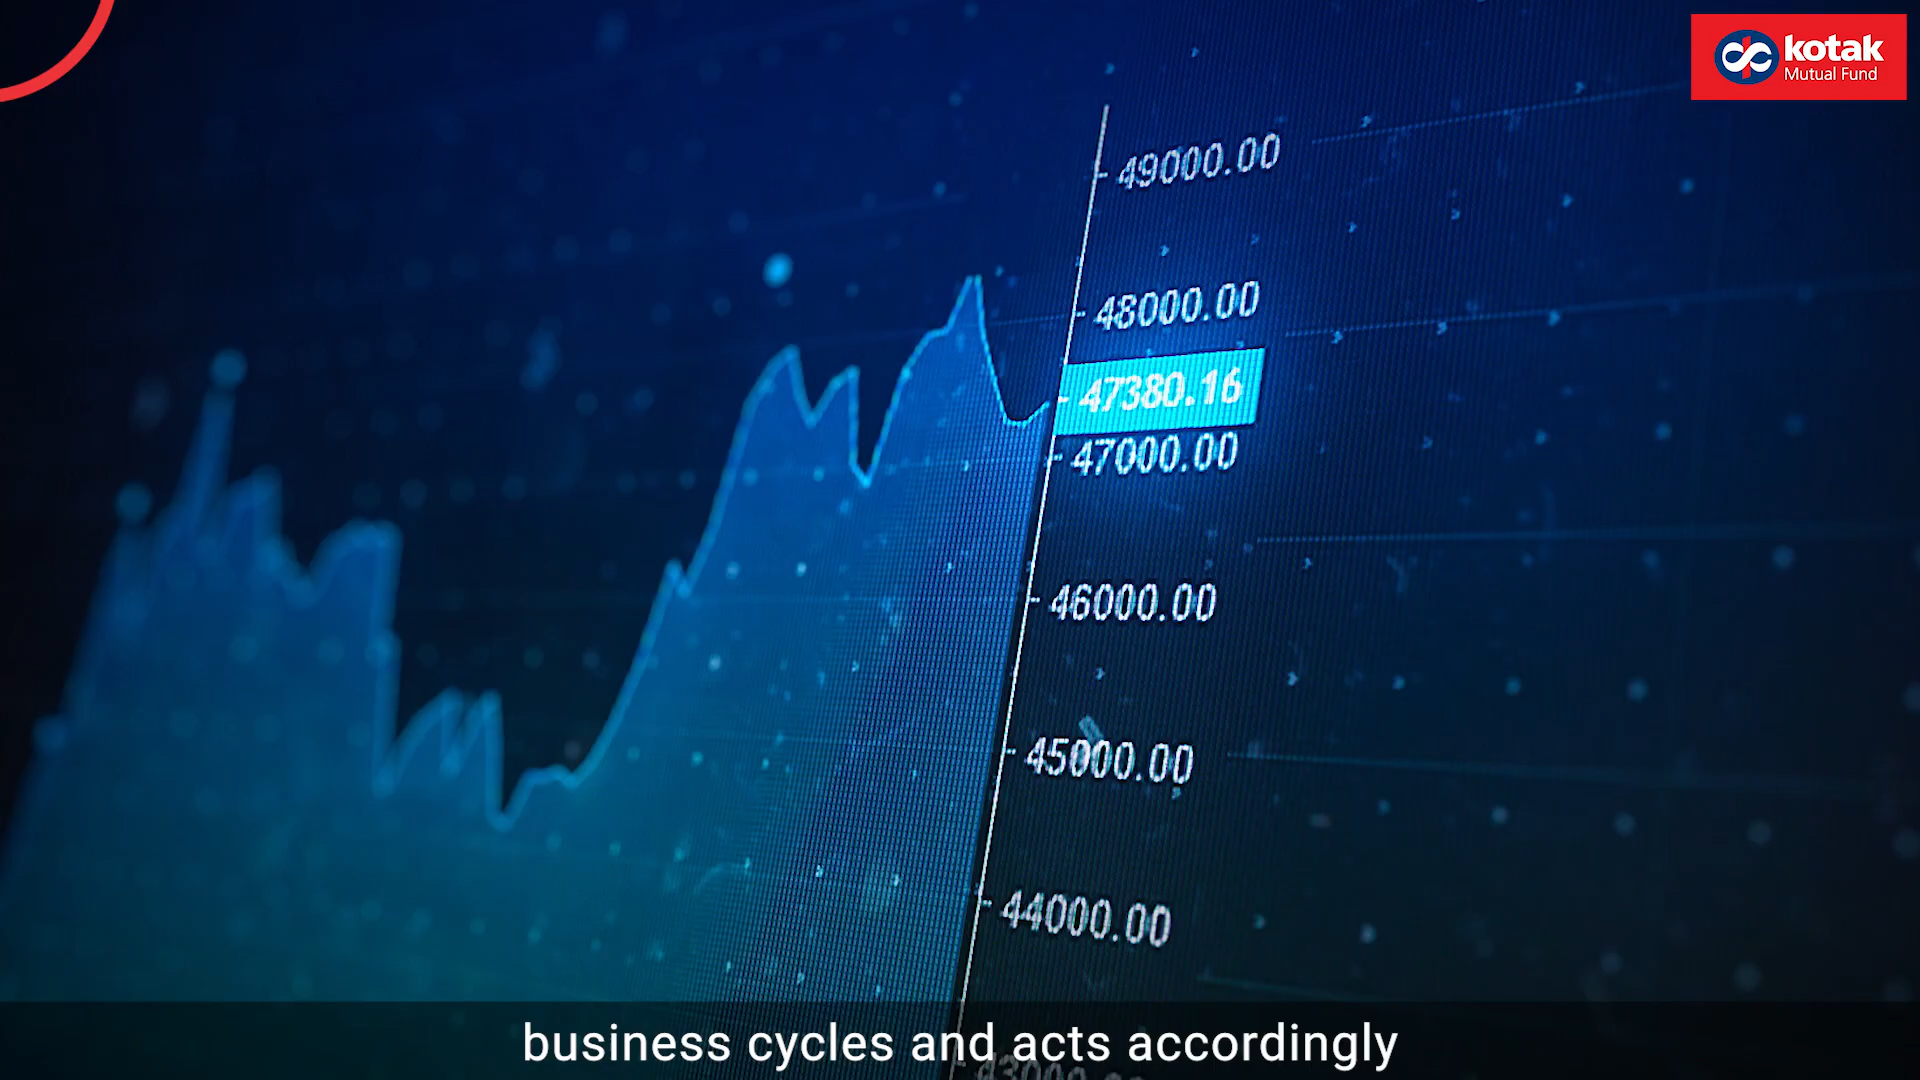 kotak
Mutual Fund
49000.00
48000.00
47380.16
47000.00
46000.00
45000.00
44000.00
business cycles and acts accordingly